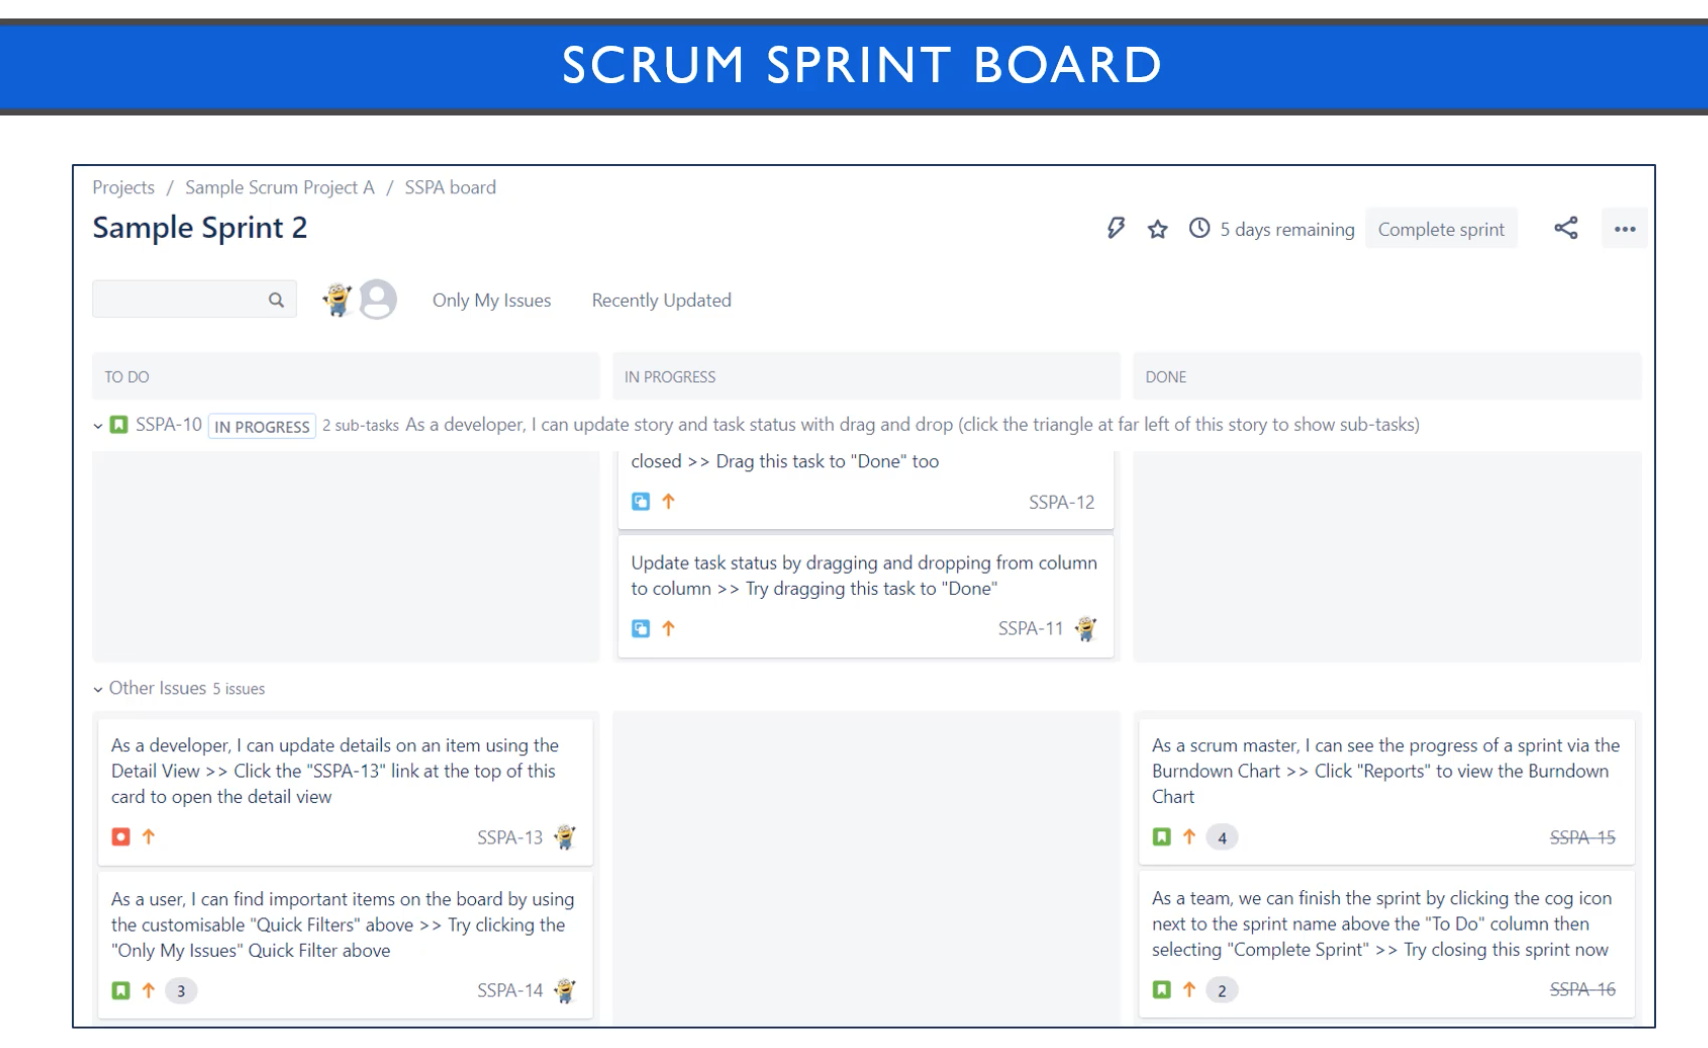 SCRUM SPRINT BOARD
Projects / Sample Scrum Project A / SSPA board
Sample Sprint 2
5 days remaining
Complete sprint
Only My Issues
Recently Updated
TO DO
IN PROGRESS
DONE
SSPA-10 IN PROGRESS 2 sub-tasks As a developer, I can update story and task status with drag and drop (click the triangle at far left of this story to show sub-tasks)
closed >> Drag this task to "Done" too
SSPA-12
Update task status by dragging and dropping from column
to column >> Try dragging this task to "Done"
SSPA-11
Other Issues 5 issues
As a developer, I can update details on an item using the
Detail View >> Click the "SSPA-13" link at the top of this
card to open the detail view
SSPA-13
As a user, I can find important items on the board by using
the customisable "Quick Filters" above >> Try clicking the
"Only My Issues" Quick Filter above
3 SSPA-14
As a scrum master, I can see the progress of a sprint via the
Burndown Chart >> Click "Reports" to view the Burndown
Chart
4 SSPA-15
As a team, we can finish the sprint by clicking the cog icon
next to the sprint name above the "To Do" column then
selecting "Complete Sprint" >> Try closing this sprint now
2 SSPA-16